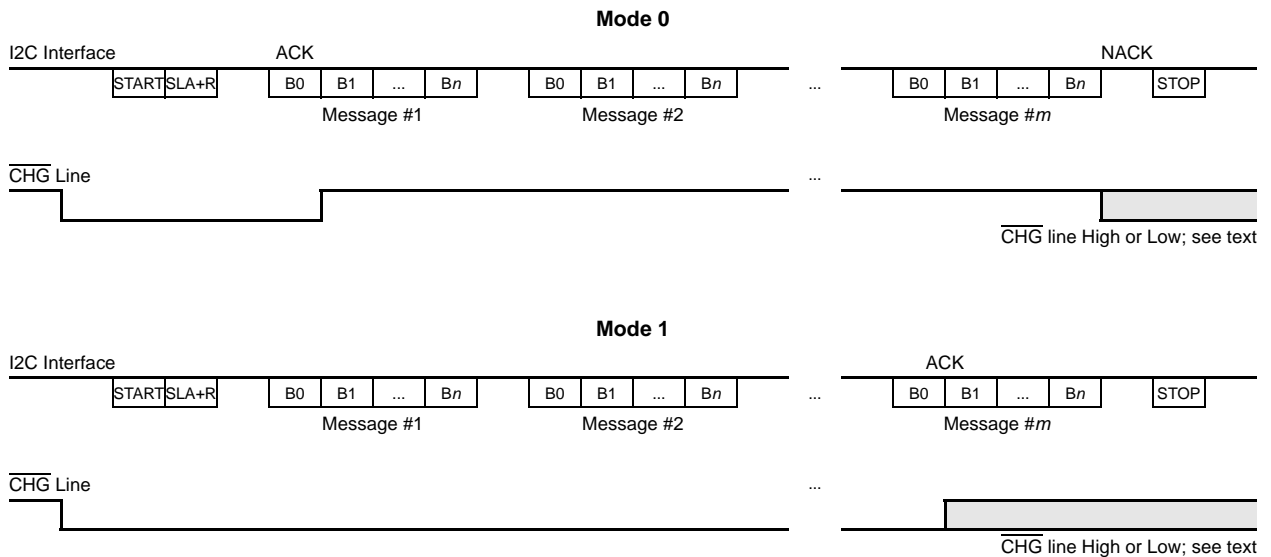 Mode 0
I2C Interface ACK NACK
START SLA+R B0 B1 ... Bn B0 B1 ... Bn ... B0 B1 ... Bn STOP
Message #1 Message #2 Message #m
CHG Line ...
CHG line High or Low; see text
Mode 1
I2C Interface ACK
START SLA+R B0 B1 ... Bn B0 B1 ... Bn ... B0 B1 ... Bn STOP
Message #1 Message #2 Message #m
CHG Line ...
CHG line High or Low; see text